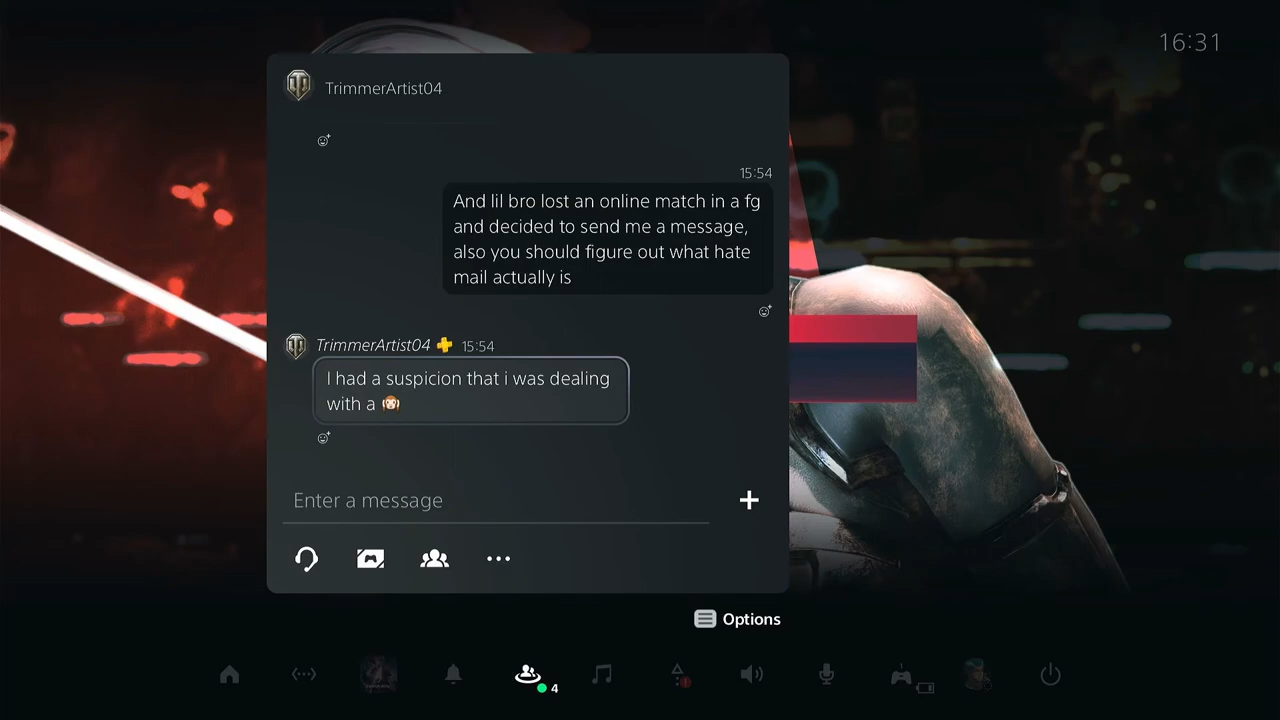 16:31
TrimmerArtist04
15:54
And lil bro lost an online match in a fg
and decided to send me a message,
also you should figure out what hate
mail actually is
TrimmerArtist04 15:54
I had a suspicion that i was dealing
with a 🙉
Enter a message
Options
4